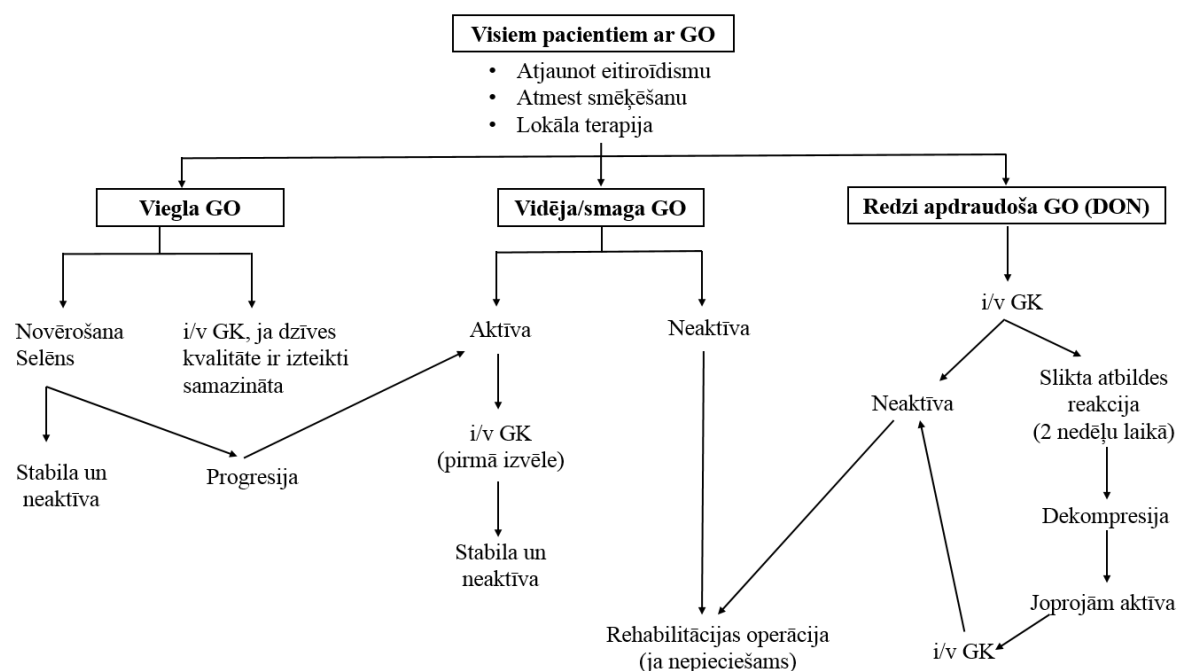 Visiem pacientiem ar GO
• Atjaunot eitiroīdismu
• Atmest smēķēšanu
• Lokāla terapija
Viegla GO
Vidēja/smaga GO
Redzi apdraudoša GO (DON)
Novērošana
Selēns
i/v GK, ja dzīves
kvalitāte ir izteikti
samazināta
Stabila un
neaktīva
Progresija
Aktīva
i/v GK
(pirmā izvēle)
Stabila un
neaktīva
Neaktīva
Rehabilitācijas operācija
(ja nepieciešams)
i/v GK
Neaktīva
Slikta atbildes
reakcija
(2 nedēļu laikā)
Dekompresija
Joprojām aktīva
i/v GK